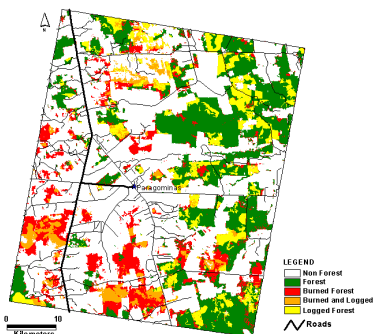 N
Paragominas
LEGEND
Non Forest
Forest
Burned Forest
Burned and Logged
Logged Forest
Roads
0 10
Kilometers